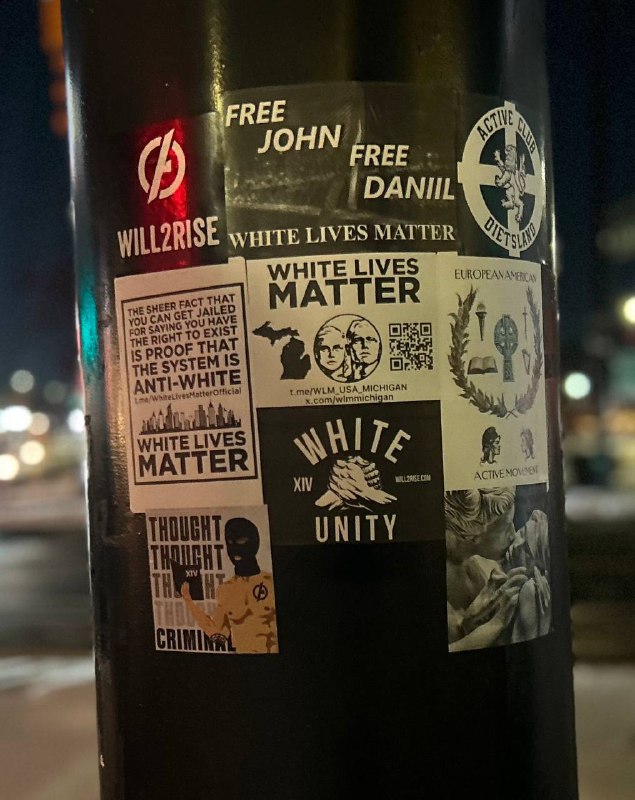 FREE
JOHN
FREE
DANIIL
WHITE LIVES MATTER
WILL2RISE
ACTIVE CLUB
DIETSLAND
THE SHEER FACT THAT
YOU CAN GET JAILED
FOR SAYING YOU HAVE
THE RIGHT TO EXIST
IS PROOF THAT
THE SYSTEM IS
ANTI-WHITE
t.me/WhiteLivesMatterOfficial
WHITE LIVES
MATTER
WHITE LIVES
MATTER
t.me/WLM_USA_MICHIGAN
x.com/wlmmichigan
EUROPEAN AMERICAN
ACTIVE MOVEMENT
WHITE
XIV
WILL2RISE.COM
UNITY
THOUGHT
THOUGHT
THOUGHT
THOUGHT
CRIMINAL
XIV